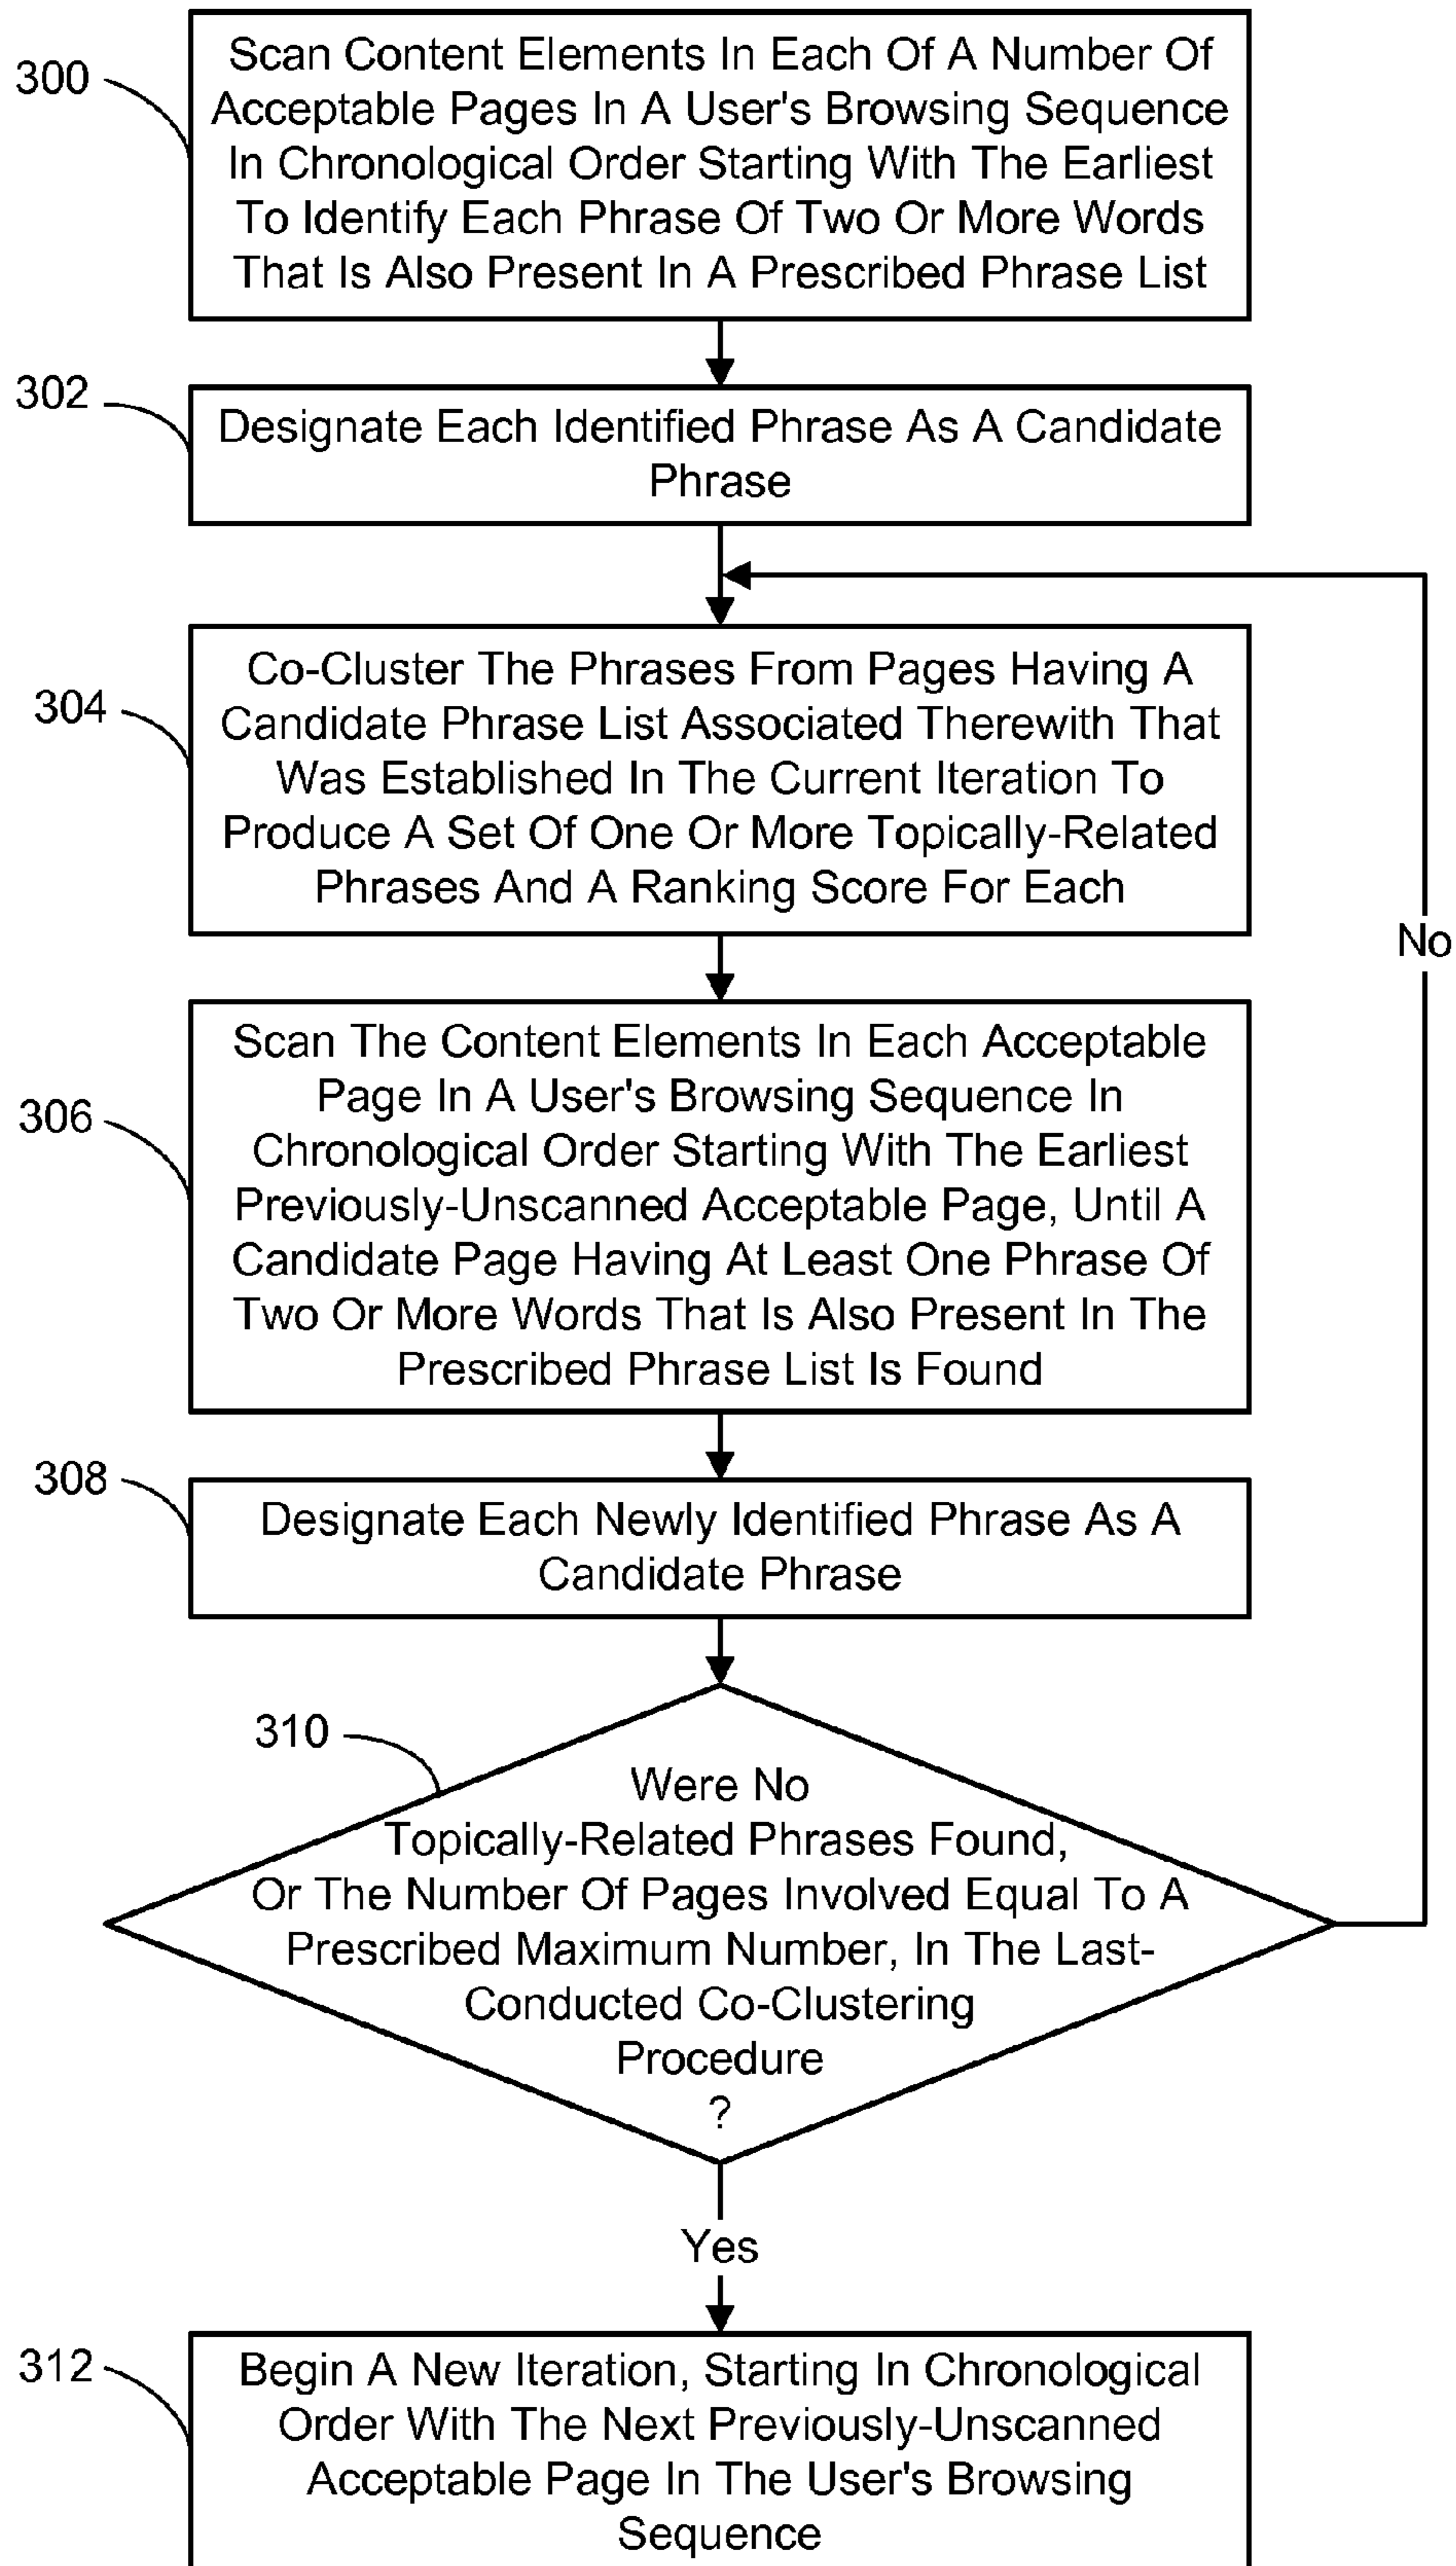 300
Scan Content Elements In Each Of A Number Of
Acceptable Pages In A User's Browsing Sequence
In Chronological Order Starting With The Earliest
To Identify Each Phrase Of Two Or More Words
That Is Also Present In A Prescribed Phrase List
302
Designate Each Identified Phrase As A Candidate
Phrase
304
Co-Cluster The Phrases From Pages Having A
Candidate Phrase List Associated Therewith That
Was Established In The Current Iteration To
Produce A Set Of One Or More Topically-Related
Phrases And A Ranking Score For Each
No
306
Scan The Content Elements In Each Acceptable
Page In A User's Browsing Sequence In
Chronological Order Starting With The Earliest
Previously-Unscanned Acceptable Page, Until A
Candidate Page Having At Least One Phrase Of
Two Or More Words That Is Also Present In The
Prescribed Phrase List Is Found
308
Designate Each Newly Identified Phrase As A
Candidate Phrase
310
Were No
Topically-Related Phrases Found,
Or The Number Of Pages Involved Equal To A
Prescribed Maximum Number, In The Last-
Conducted Co-Clustering
Procedure
?
Yes
312
Begin A New Iteration, Starting In Chronological
Order With The Next Previously-Unscanned
Acceptable Page In The User's Browsing
Sequence